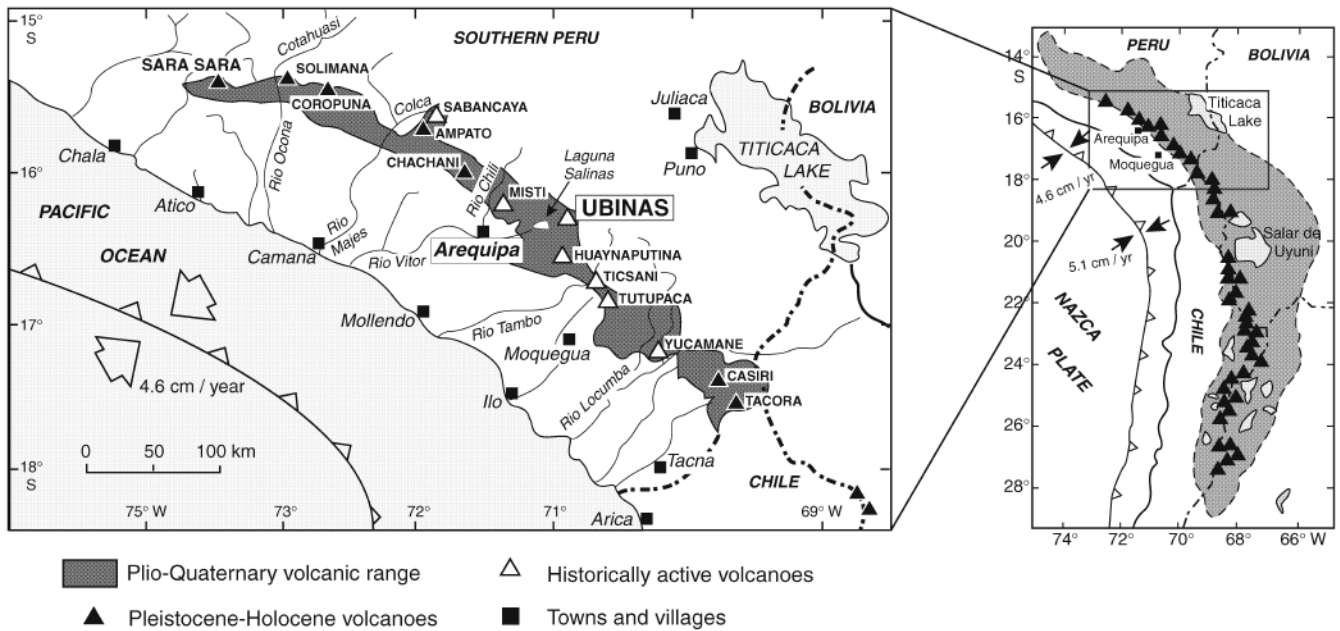 15°
S
16°
17°
18°
S
75°W
73°
72°
71°
69° W
SOUTHERN PERU
Cotahuasi
SARA SARA
SOLIMANA
COROPUNA
Colca
SABANCAYA
AMPATO
CHACHANI
Rio Ocona
Rio Chili
Laguna
Salinas
MISTI
UBINAS
Juliaca
Puno
TITICACA
LAKE
BOLIVIA
Chala
Atico
PACIFIC
OCEAN
Camana
Rio
Majes
Rio Vitor
Arequipa
HUAYNAPUTINA
TICSANI
TUTUPACA
Mollendo
Rio Tambo
Moquegua
YUCAMANE
CASIRI
TACORA
Ilo
Rio Locumba
Tacna
CHILE
Arica
4.6 cm / year
0 50 100 km
PERU
BOLIVIA
14°
S
16°
18°
20°
22°
24°
26°
28°
Titicaca
Lake
Arequipa
Moquegua
4.6 cm / yr
5.1 cm / yr
Salar de
Uyuni
NAZCA
PLATE
CHILE
74° 72° 70° 68° 66° W
Plio-Quaternary volcanic range
Historically active volcanoes
Pleistocene-Holocene volcanoes
Towns and villages